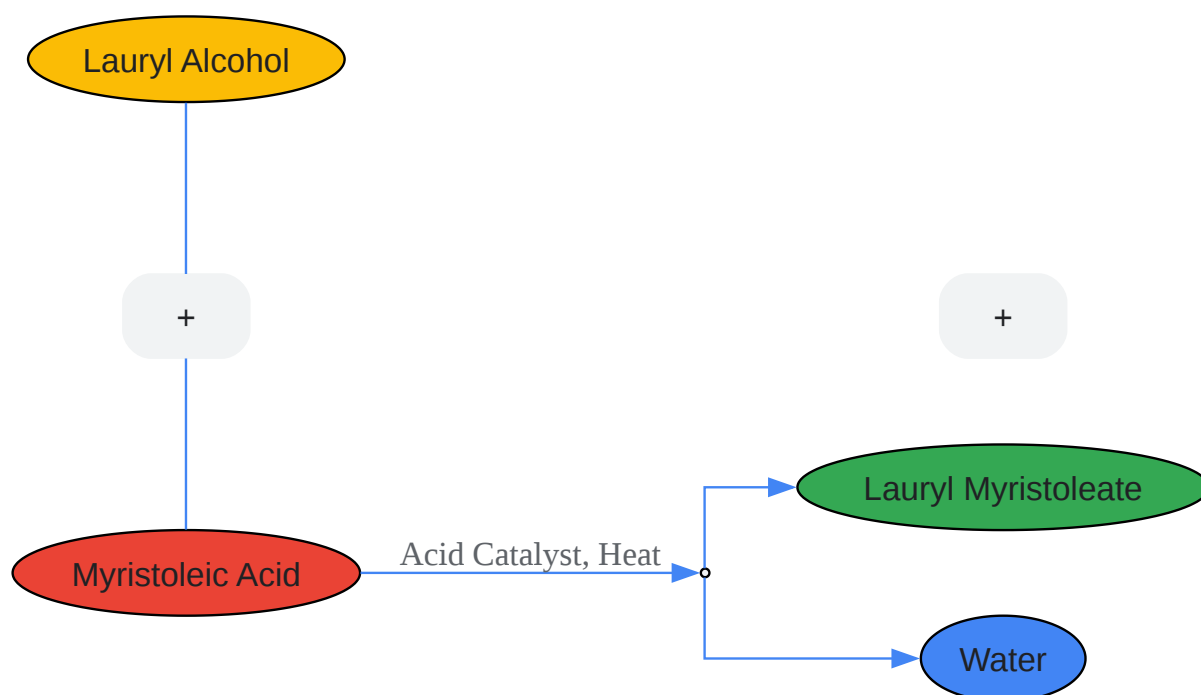 Lauryl Alcohol
+
+
Lauryl Myristoleate
Acid Catalyst, Heat
Myristoleic Acid
Water